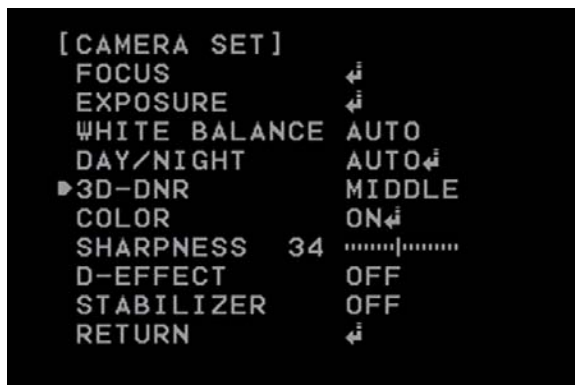 [CAMERA SET]
FOCUS ↲
EXPOSURE ↲
WHITE BALANCE AUTO
DAY/NIGHT AUTO↲
3D-DNR MIDDLE
COLOR ON↲
SHARPNESS 34
D-EFFECT OFF
STABILIZER OFF
RETURN ↲